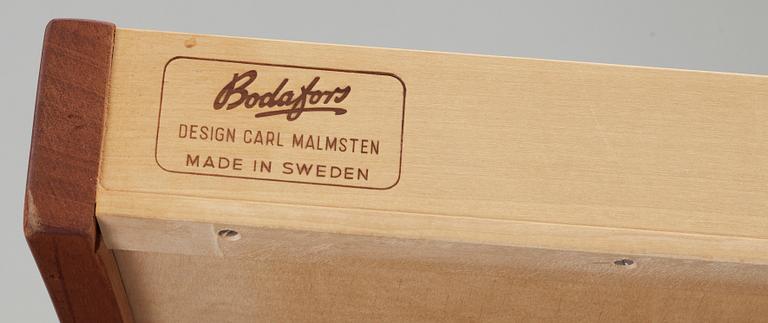 Bodafors
DESIGN CARL MALMSTEN
MADE IN SWEDEN